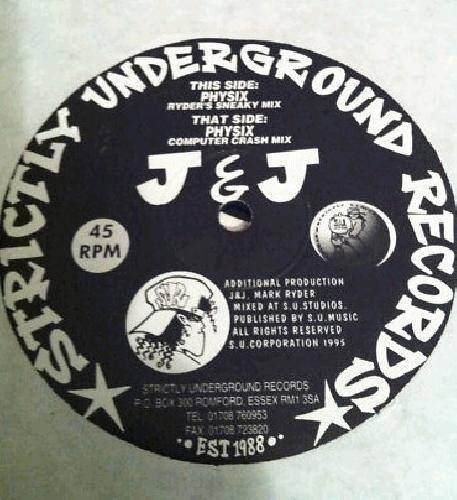 STRICTLY UNDERGROUND RECORDS
THIS SIDE:
PHYSIX
RYDER'S SNEAKY MIX
THAT SIDE:
PHYSIX
COMPUTER CRASH MIX
J & J
45
RPM
ADDITIONAL PRODUCTION
J&J. MARK RYDER
MIXED AT S.U.STUDIOS.
PUBLISHED BY S.U.MUSIC
ALL RIGHTS RESERVED
S.U.CORPORATION 1995
STRICTLY UNDERGROUND RECORDS
P.O. BOX 300 ROMFORD, ESSEX RM1 3SA
TEL: 01708 760953
FAX: 01708 723820
EST 1988